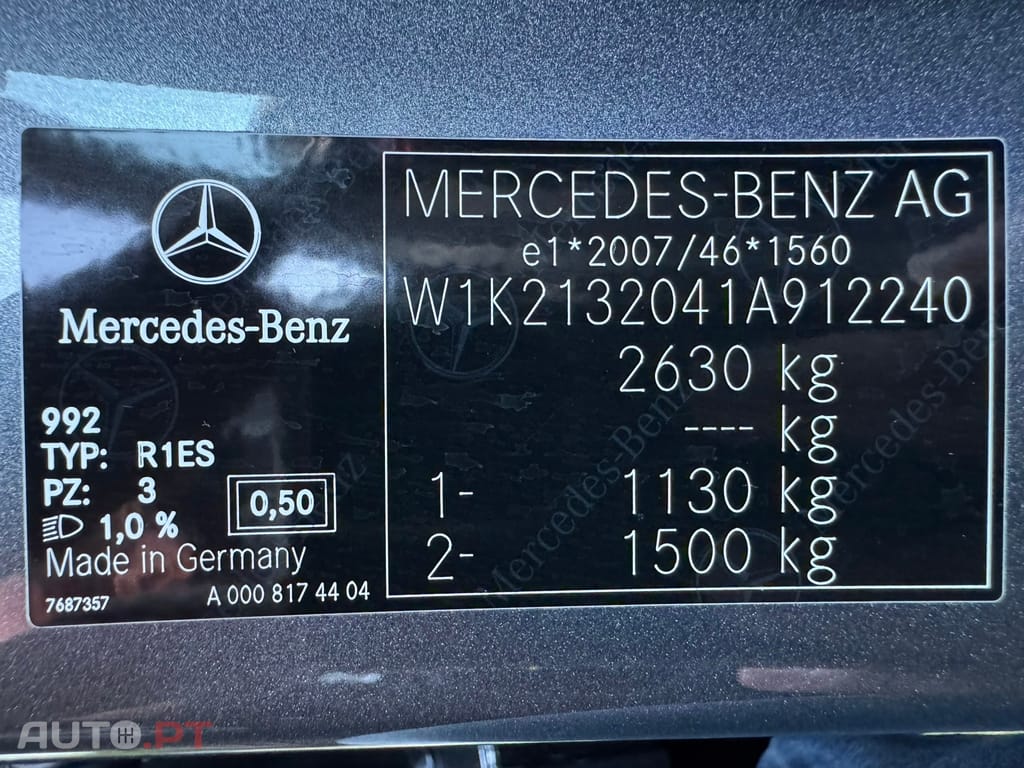 Mercedes-Benz
992
TYP: R1ES
PZ: 3
1,0 %
0,50
Made in Germany
7687357
A 000 817 44 04
MERCEDES-BENZ AG
e1*2007/46*1560
W1K2132041A912240
2630 kg
---- kg
1- 1130 kg
2- 1500 kg
AUTO.PT